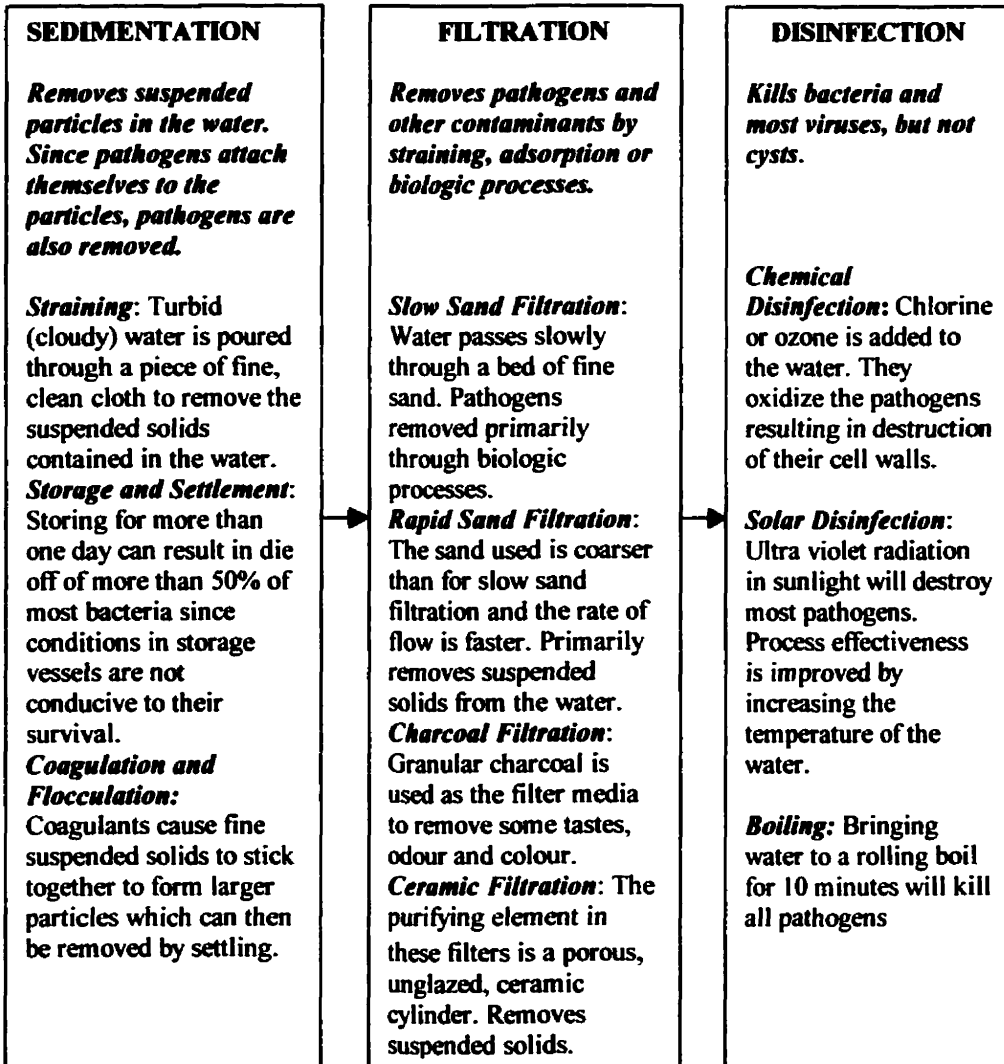 SEDIMENTATION
Removes suspended
particles in the water.
Since pathogens attach
themselves to the
particles, pathogens are
also removed.
Straining: Turbid
(cloudy) water is poured
through a piece of fine,
clean cloth to remove the
suspended solids
contained in the water.
Storage and Settlement:
Storing for more than
one day can result in die
off of more than 50% of
most bacteria since
conditions in storage
vessels are not
conducive to their
survival.
Coagulation and
Flocculation:
Coagulants cause fine
suspended solids to stick
together to form larger
particles which can then
be removed by settling.
FILTRATION
Removes pathogens and
other contaminants by
straining, adsorption or
biologic processes.
Slow Sand Filtration:
Water passes slowly
through a bed of fine
sand. Pathogens
removed primarily
through biologic
processes.
Rapid Sand Filtration:
The sand used is coarser
than for slow sand
filtration and the rate of
flow is faster. Primarily
removes suspended
solids from the water.
Charcoal Filtration:
Granular charcoal is
used as the filter media
to remove some tastes,
odour and colour.
Ceramic Filtration: The
purifying element in
these filters is a porous,
unglazed, ceramic
cylinder. Removes
suspended solids.
DISINFECTION
Kills bacteria and
most viruses, but not
cysts.
Chemical
Disinfection: Chlorine
or ozone is added to
the water. They
oxidize the pathogens
resulting in destruction
of their cell walls.
Solar Disinfection:
Ultra violet radiation
in sunlight will destroy
most pathogens.
Process effectiveness
is improved by
increasing the
temperature of the
water.
Boiling: Bringing
water to a rolling boil
for 10 minutes will kill
all pathogens